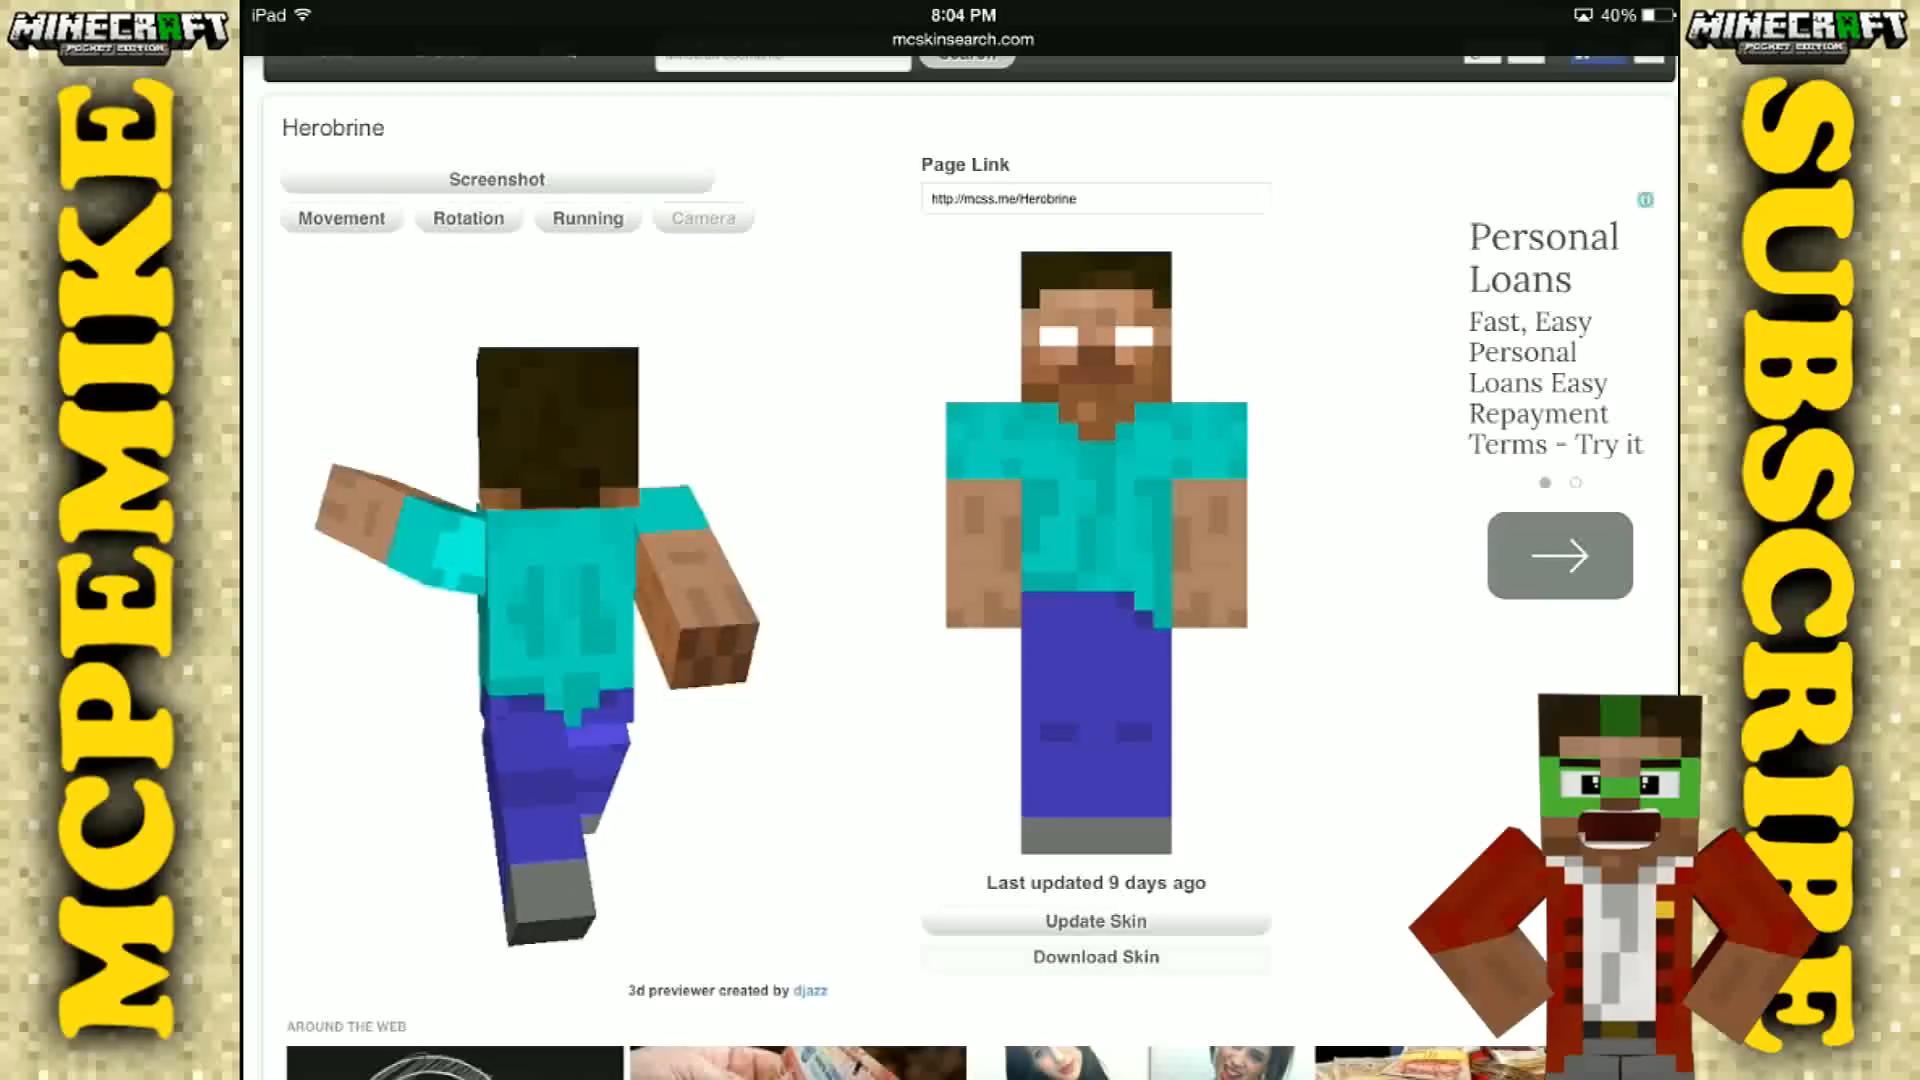 MINECRAFT
POCKET EDITION
MCPEMIKE
iPad
8:04 PM
40%
mcskinsearch.com
Search
Herobrine
Screenshot
Movement
Rotation
Running
Camera
Page Link
http://mcss.me/Herobrine
Personal
Loans
Fast, Easy
Personal
Loans Easy
Repayment
Terms - Try it
Last updated 9 days ago
Update Skin
Download Skin
3d previewer created by djazz
AROUND THE WEB
MINECRAFT
POCKET EDITION
SUBSCRIBE